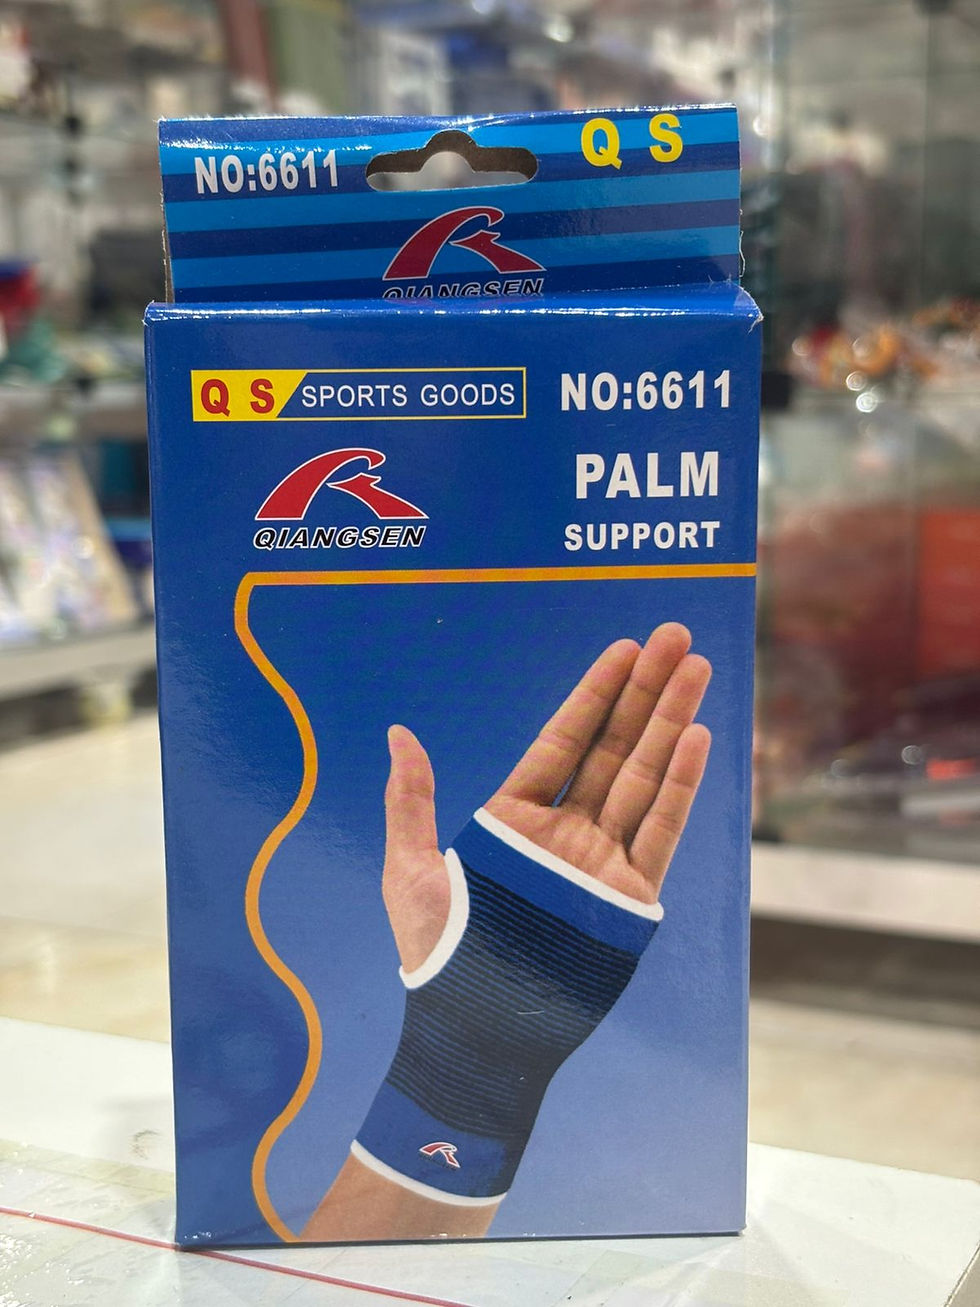 NO:6611
Q S
QIANGSEN
Q S SPORTS GOODS
NO:6611
QIANGSEN
PALM
SUPPORT